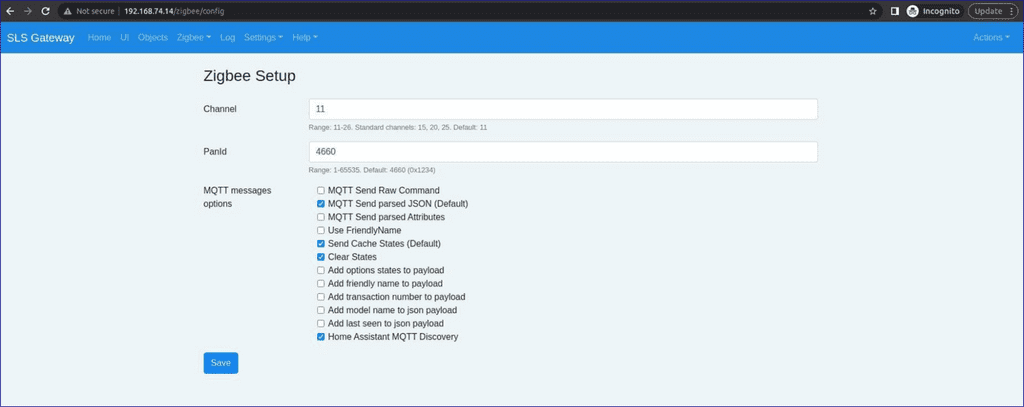 Not secure | 192.168.74.14/zigbee/config
Incognito
Update
SLS Gateway Home UI Objects Zigbee Log Settings Help
Actions
Zigbee Setup
Channel
11
Range: 11-26. Standard channels: 15, 20, 25. Default: 11
PanId
4660
Range: 1-65535. Default: 4660 (0x1234)
MQTT messages
options
MQTT Send Raw Command
MQTT Send parsed JSON (Default)
MQTT Send parsed Attributes
Use FriendlyName
Send Cache States (Default)
Clear States
Add options states to payload
Add friendly name to payload
Add transaction number to payload
Add model name to json payload
Add last seen to json payload
Home Assistant MQTT Discovery
Save